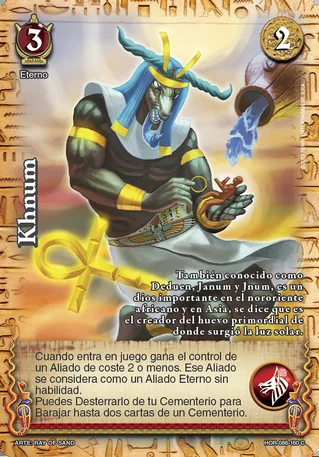 3
2
Eterno
Khnum
También conocido como
Deduen, Janum y Jnum, es un
dios importante en el nororiente
africano y en Asia, se dice que es
el creador del huevo primordial de
donde surgió la luz solar.
Cuando entra en juego gana el control de
un Aliado de coste 2 o menos. Ese Aliado
se considera como un Aliado Eterno sin
habilidad.
Puedes Desterrarlo de tu Cementerio para
Barajar hasta dos cartas de un Cementerio.
ARTE: RAY OF SAND
HOR-086-160 C